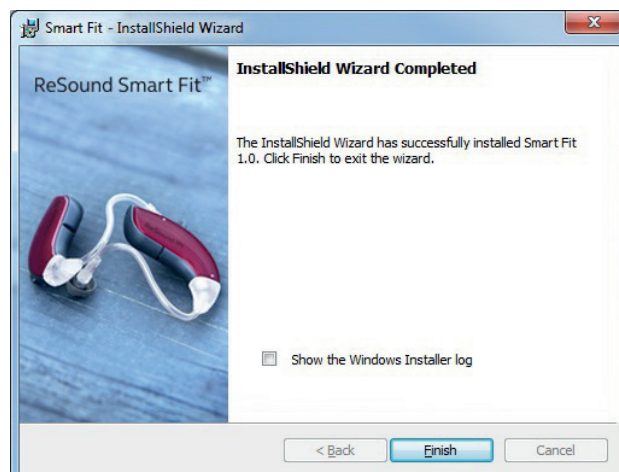 Smart Fit - InstallShield Wizard
ReSound Smart Fit™
InstallShield Wizard Completed
The InstallShield Wizard has successfully installed Smart Fit
1.0. Click Finish to exit the wizard.
Show the Windows Installer log
< Back
Finish
Cancel